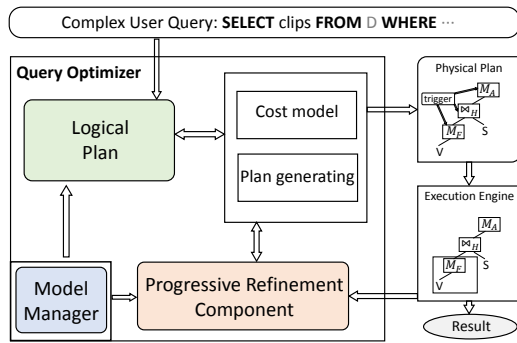 Complex User Query: SELECT clips FROM D WHERE ⋯
Query Optimizer
Logical
Plan
Cost model
Plan generating
Model
Manager
Progressive Refinement
Component
Physical Plan
M_A
trigger
⋈_H
M_F
S
V
Execution Engine
M_A
⋈_H
M_F
S
V
Result